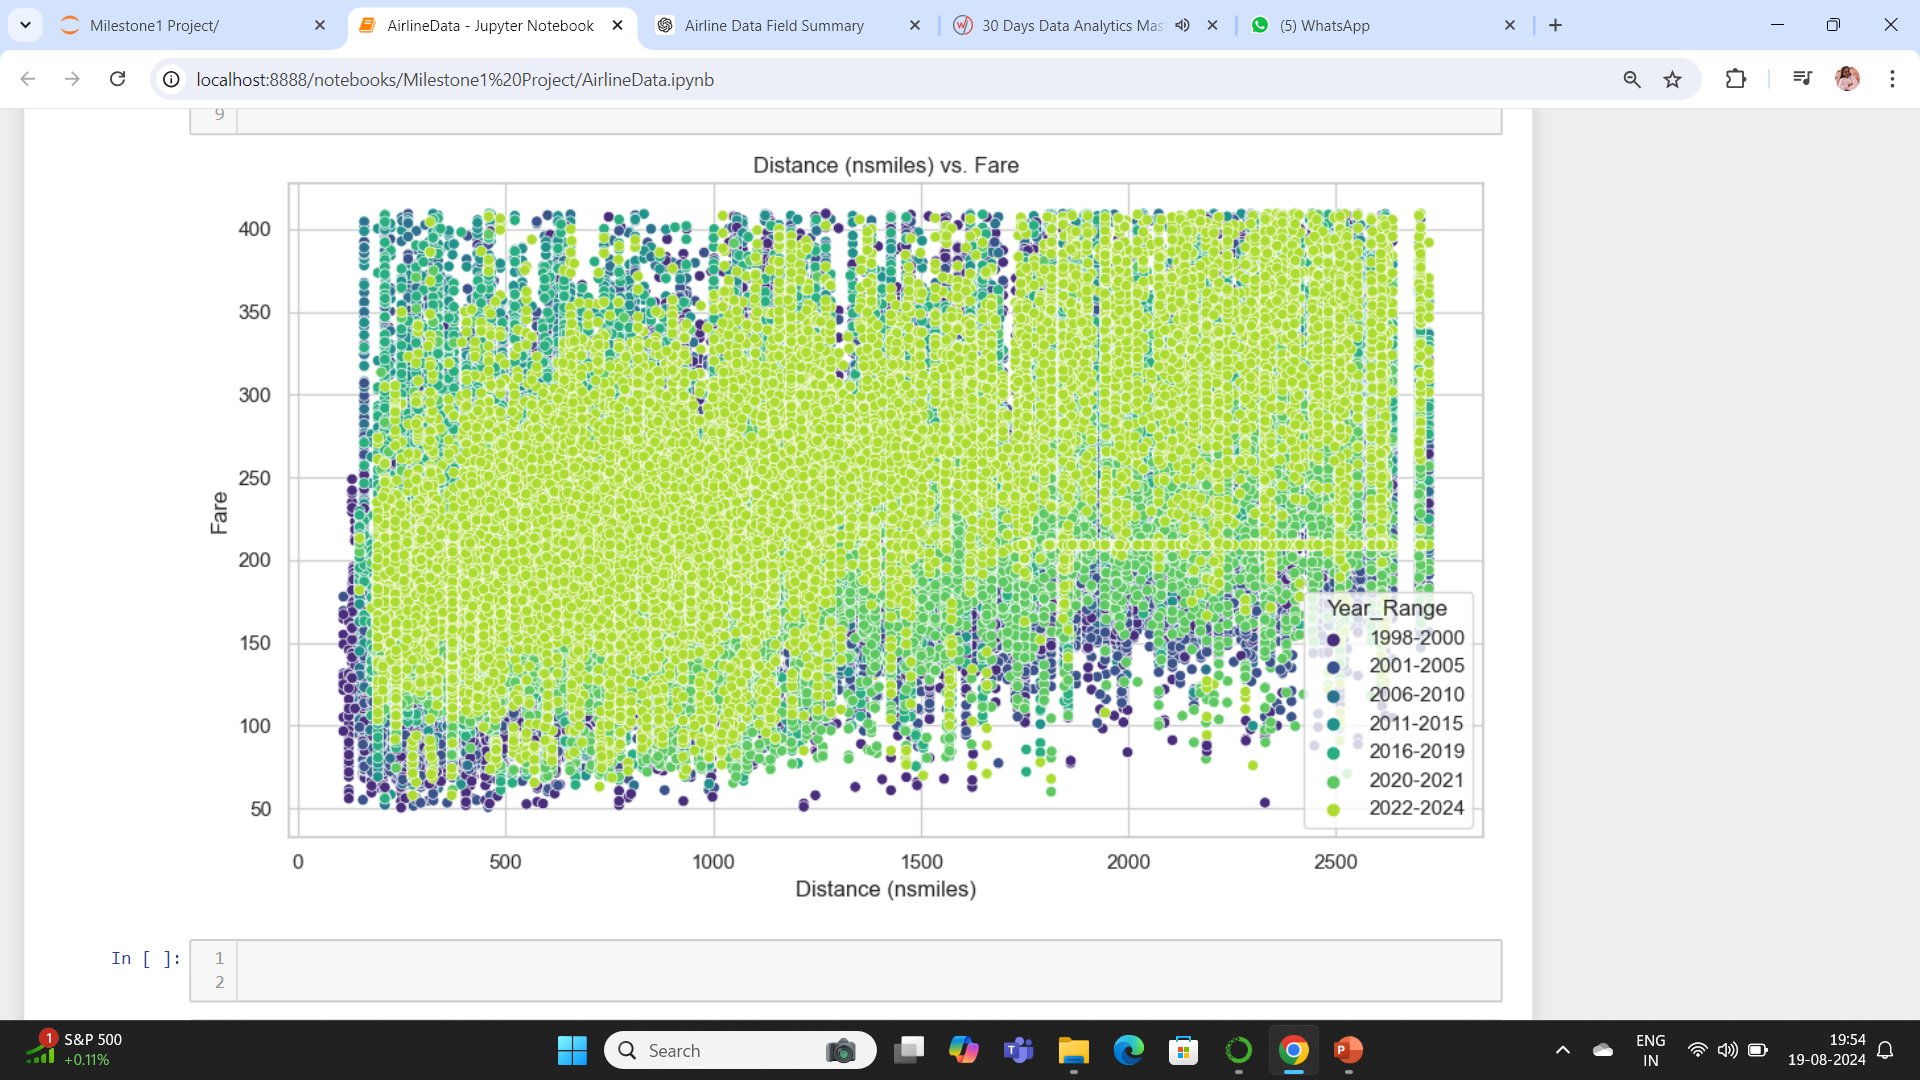 Milestone1 Project/
AirlineData - Jupyter Notebook
Airline Data Field Summary
30 Days Data Analytics Mas
(5) WhatsApp
localhost:8888/notebooks/Milestone1%20Project/AirlineData.ipynb
9
Distance (nsmiles) vs. Fare
400
350
300
250
200
150
100
50
Fare
Year_Range
1998-2000
2001-2005
2006-2010
2011-2015
2016-2019
2020-2021
2022-2024
0 500 1000 1500 2000 2500
Distance (nsmiles)
In [ ]:
1
2
1
S&P 500
+0.11%
Search
ENG
IN
19:54
19-08-2024